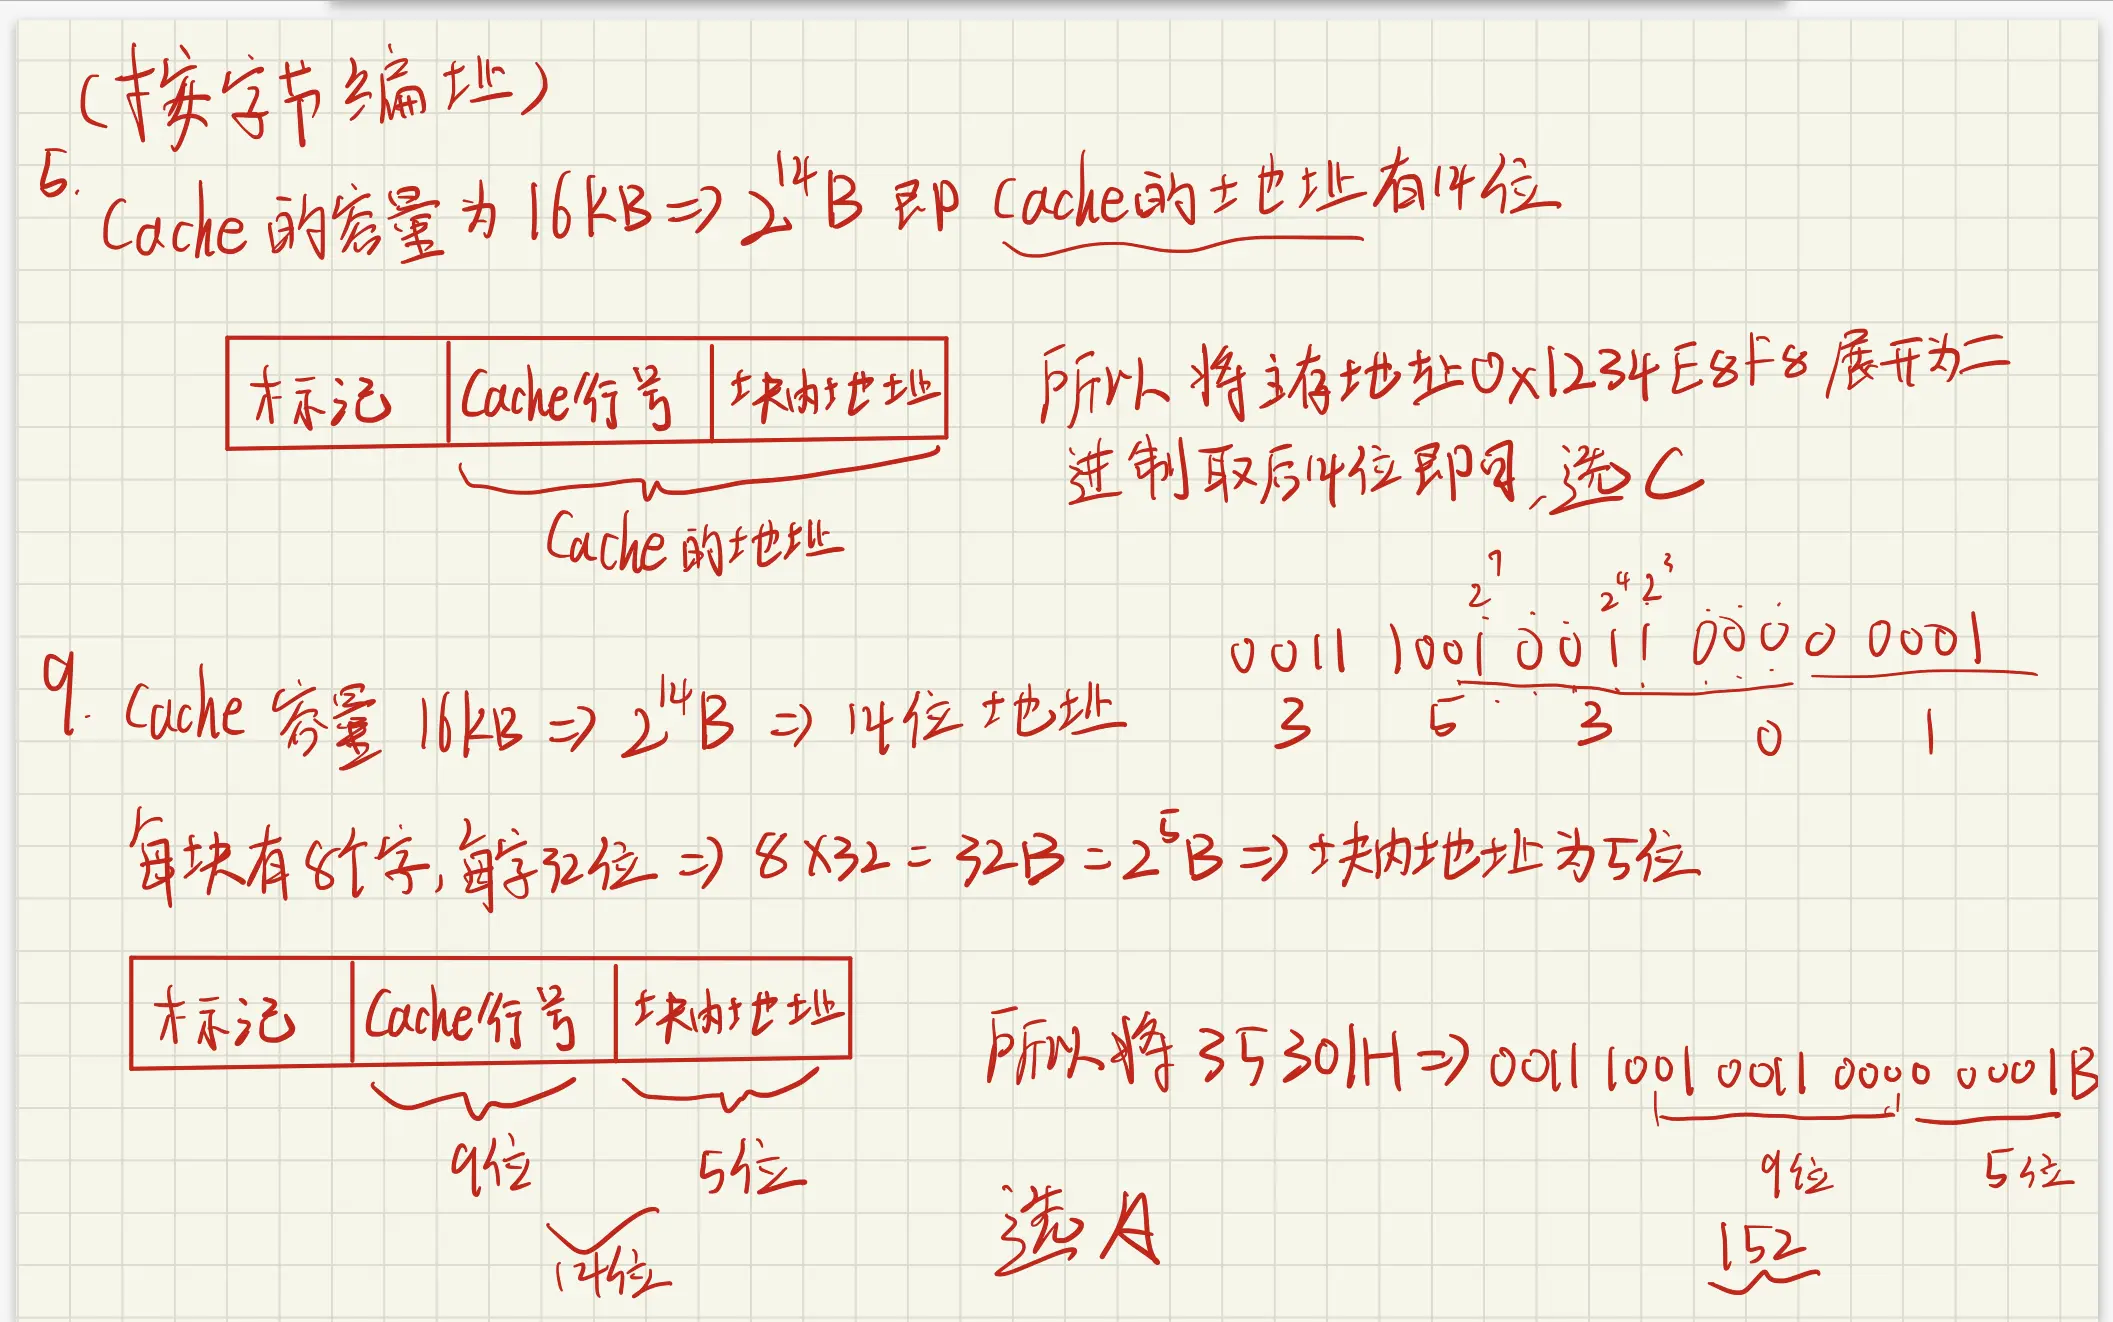 (按字节编址)
5.
Cache的容量为16KB⇒2^14B 即 Cache的地址有14位
标记 Cache行号 块内地址
Cache的地址
所以将主存地址0x1234E8F8展开为二
进制取后14位即可,选C
2^7 2^4 2^3
0011 1001 0011 0000 0001
3 5 3 0 1
9. Cache容量16KB⇒2^14B⇒14位地址
每块有8个字,每字32位⇒8×32=32B=2^5B⇒块内地址为5位
标记 Cache行号 块内地址
9位 5位
14位
所以将35301H⇒0011 1001 0011 0000 0001B
9位 5位
152
选A